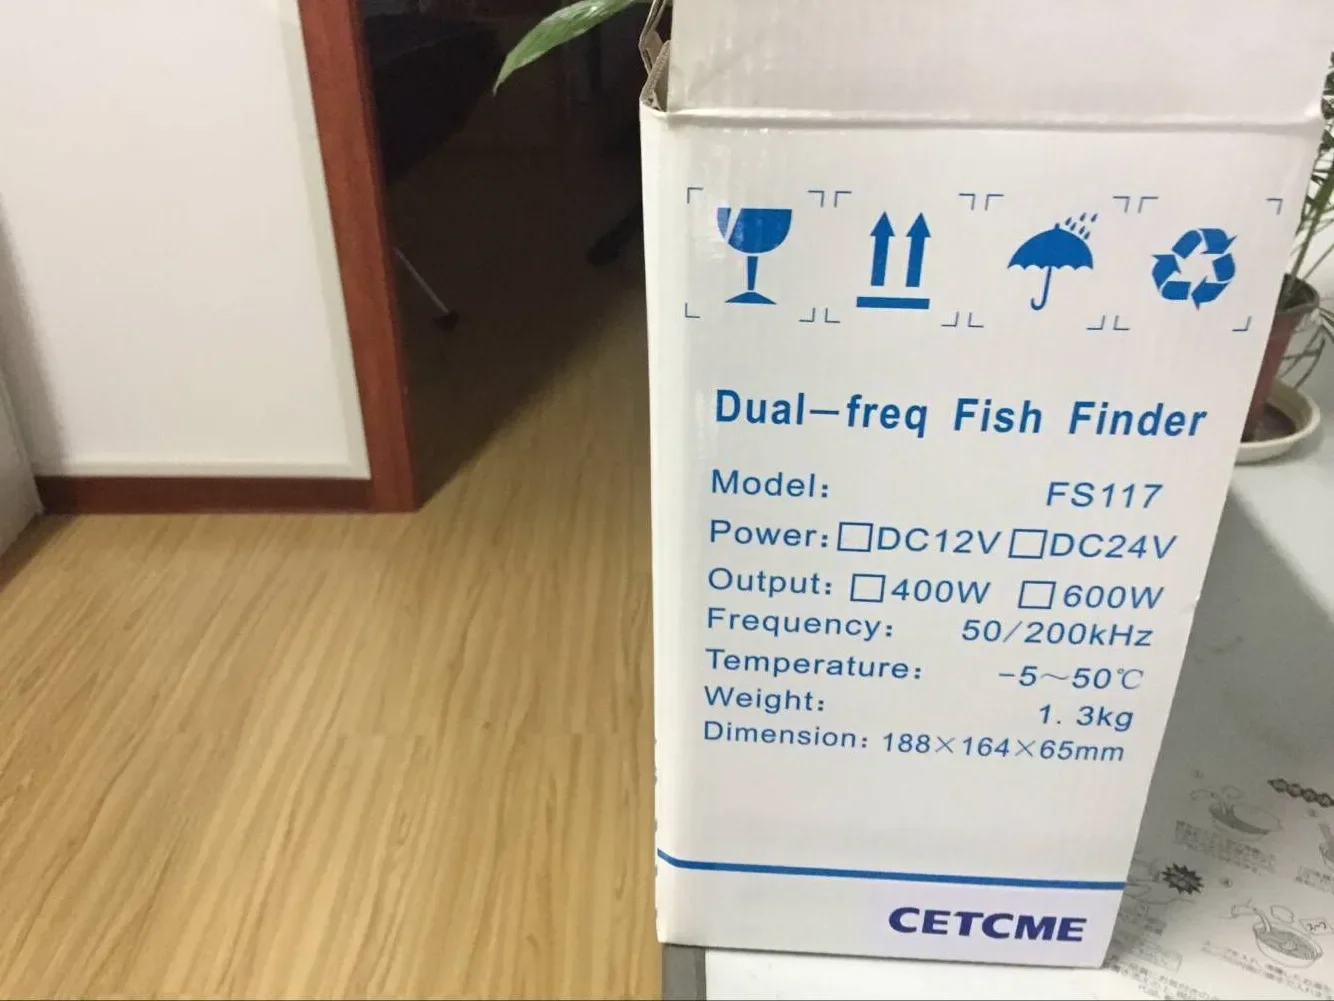 Dual-freq Fish Finder
Model: FS117
Power: □DC12V □DC24V
Output: □400W □600W
Frequency: 50/200kHz
Temperature: -5～50℃
Weight: 1. 3kg
Dimension: 188×164×65mm
CETCME